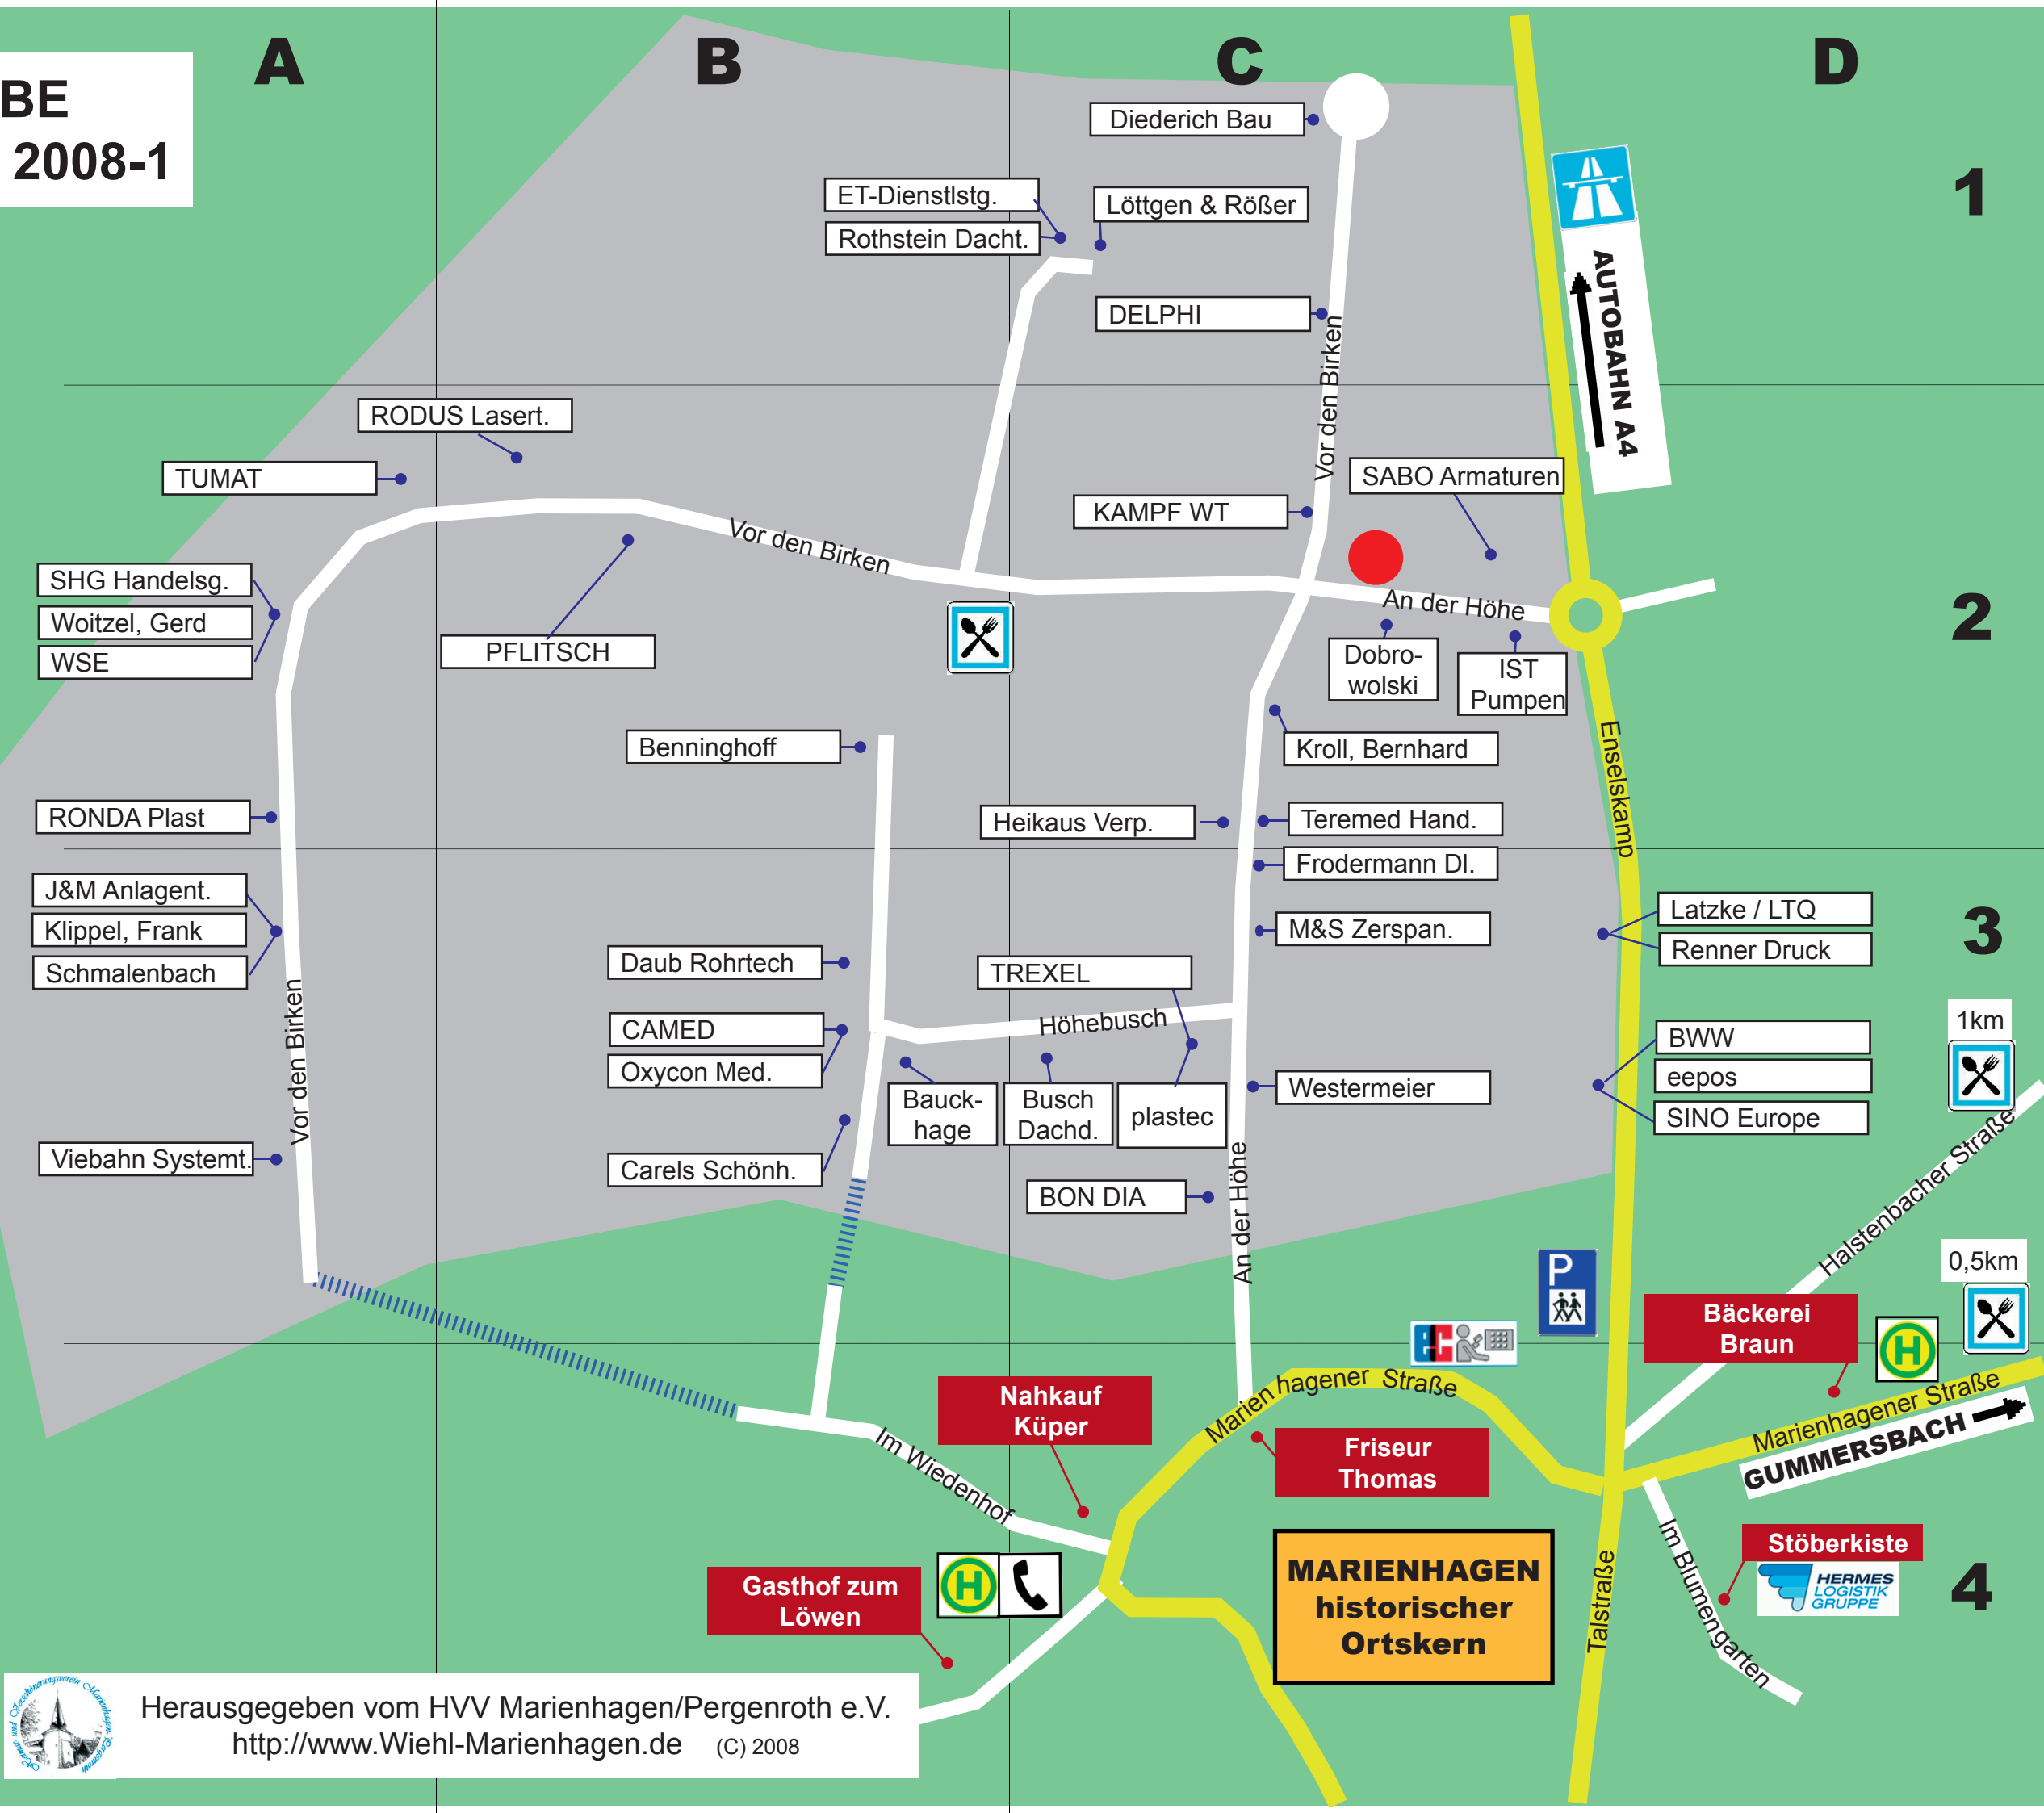 A
B
C
D
BE
2008-1
1
Diederich Bau
ET-Dienstlstg.
Rothstein Dacht.
Löttgen & Rößer
DELPHI
Vor den Birken
AUTOBAHN A4
RODUS Lasert.
TUMAT
SABO Armaturen
KAMPF WT
Vor den Birken
An der Höhe
SHG Handelsg.
Woitzel, Gerd
WSE
PFLITSCH
2
Dobro-
wolski
IST
Pumpen
Benninghoff
Kroll, Bernhard
Enselskamp
RONDA Plast
Heikaus Verp.
Teremed Hand.
Frodermann Dl.
J&M Anlagent.
Klippel, Frank
Schmalenbach
M&S Zerspan.
Latzke / LTQ
Renner Druck
3
Daub Rohrtech
TREXEL
Vor den Birken
CAMED
Oxycon Med.
Höhebusch
1km
BWW
eepos
SINO Europe
Bauck-
hage
Busch
Dachd.
plastec
Westermeier
Viebahn Systemt.
Carels Schönh.
BON DIA
An der Höhe
Halstenbacher Straße
0,5km
P
Bäckerei
Braun
H
ec
Nahkauf
Küper
Marienhagener Straße
Marienhagener Straße
GUMMERSBACH
Friseur
Thomas
Im Wiedenhof
MARIENHAGEN
historischer
Ortskern
Talstraße
Im Blumengarten
Stöberkiste
HERMES
LOGISTIK
GRUPPE
4
H
Gasthof zum
Löwen
Heimat- und Verschönerungsverein Marienhagen-Pergenroth
Herausgegeben vom HVV Marienhagen/Pergenroth e.V.
http://www.Wiehl-Marienhagen.de (C) 2008